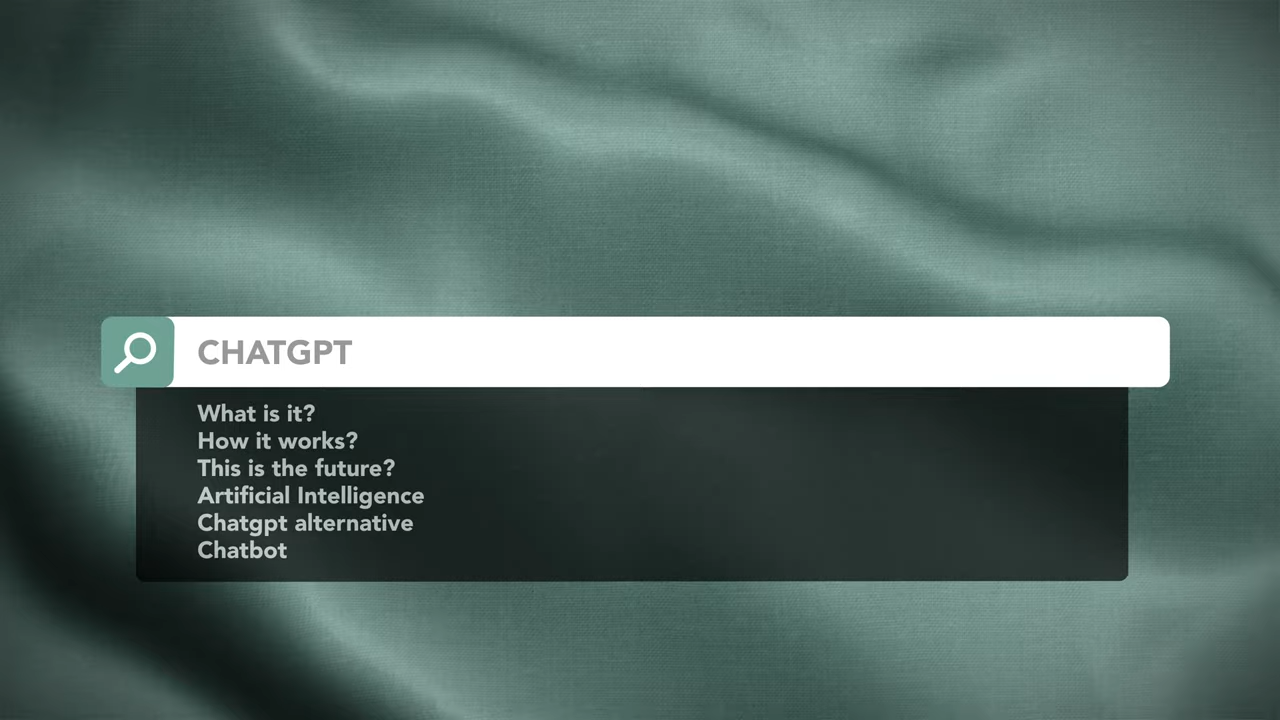 CHATGPT
What is it?
How it works?
This is the future?
Artificial Intelligence
Chatgpt alternative
Chatbot